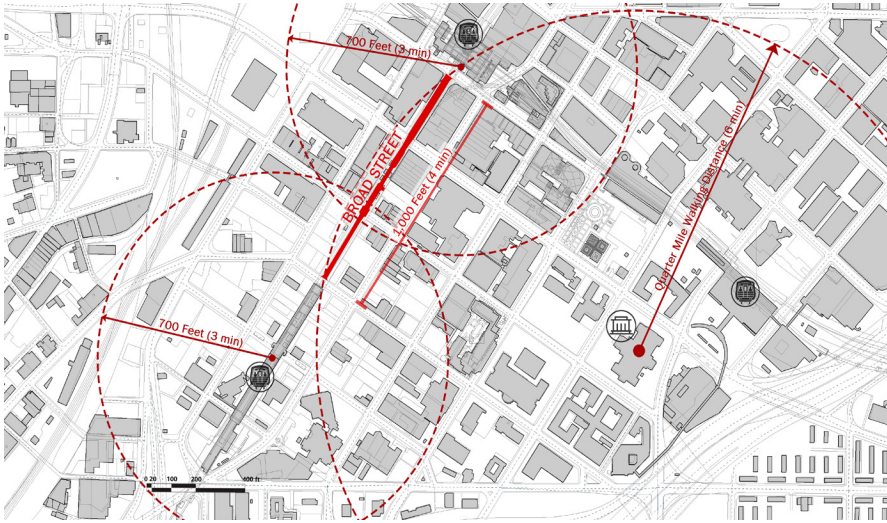 700 Feet (3 min)
BROAD STREET
1,000 Feet (4 min)
Quarter Mile Walking Distance (6 min)
700 Feet (3 min)
0 20 100 200 400 ft.